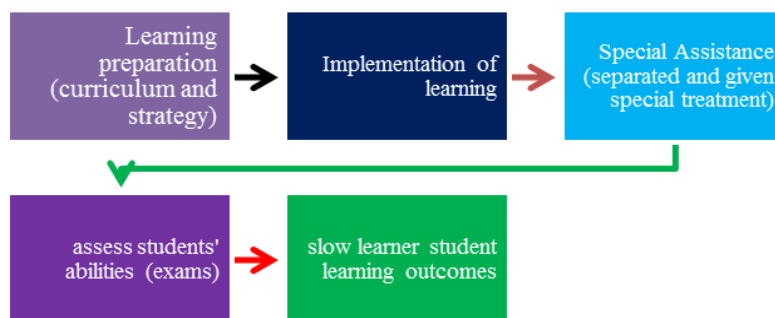 Learning
preparation
(curriculum and
strategy)
Implementation of
learning
Special Assistance
(separated and given
special treatment)
assess students'
abilities (exams)
slow learner student
learning outcomes